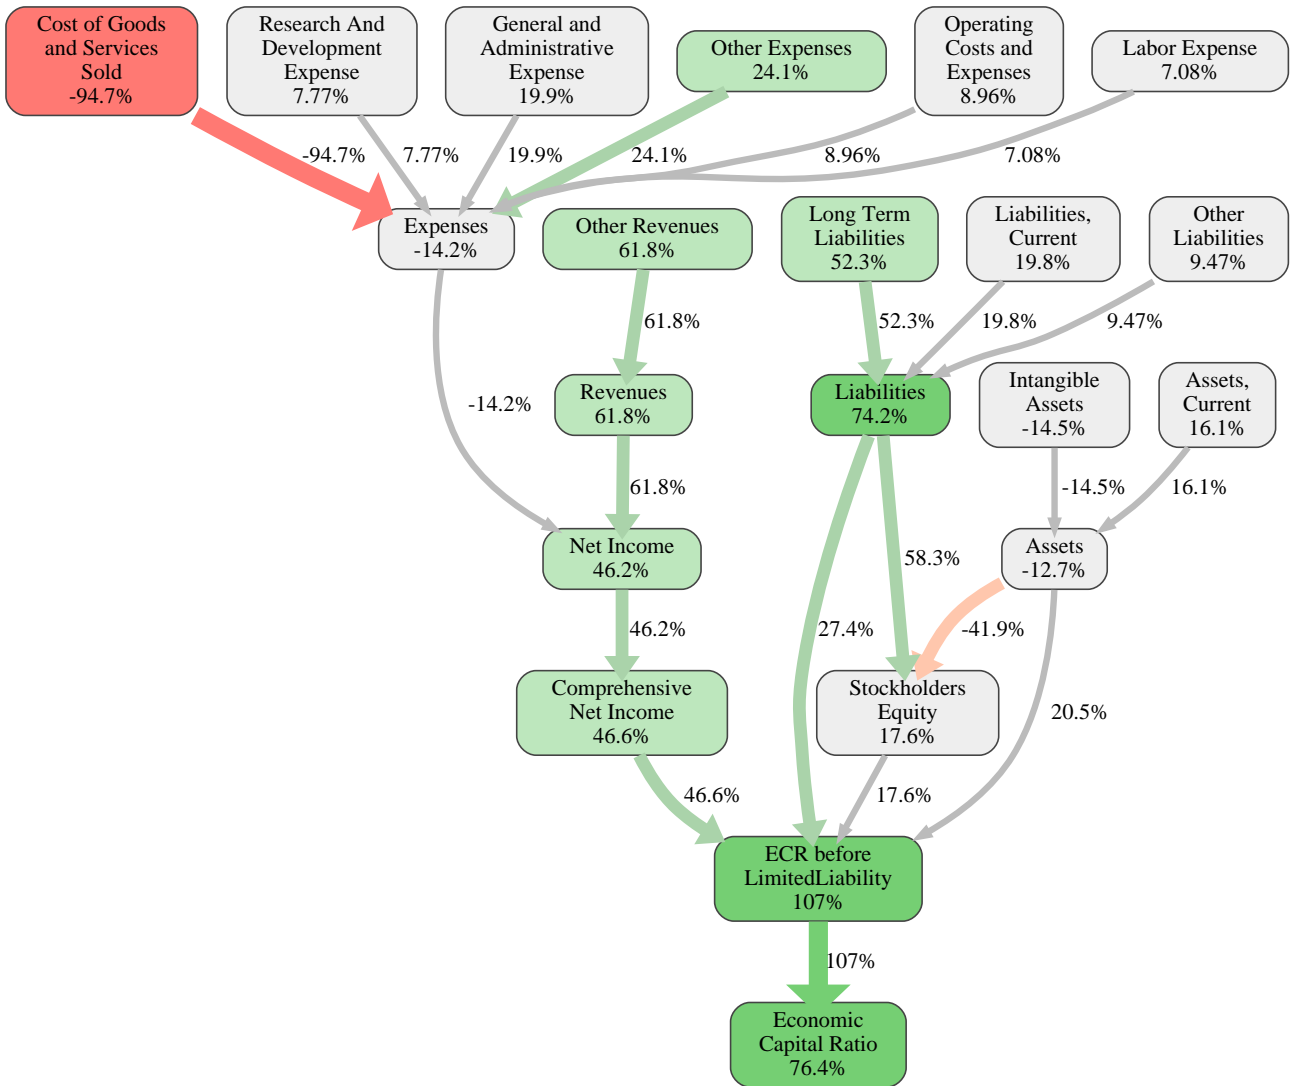 Cost of Goods
and Services
Sold
-94.7%
Research And
Development
Expense
7.77%
General and
Administrative
Expense
19.9%
Other Expenses
24.1%
Operating
Costs and
Expenses
8.96%
Labor Expense
7.08%
-94.7%
7.77%
19.9%
24.1%
8.96%
7.08%
Expenses
-14.2%
Other Revenues
61.8%
Long Term
Liabilities
52.3%
Liabilities,
Current
19.8%
Other
Liabilities
9.47%
61.8%
52.3%
19.8%
9.47%
-14.2%
Revenues
61.8%
Liabilities
74.2%
Intangible
Assets
-14.5%
Assets,
Current
16.1%
61.8%
-14.5%
16.1%
Net Income
46.2%
58.3%
Assets
-12.7%
46.2%
27.4%
-41.9%
Comprehensive
Net Income
46.6%
Stockholders
Equity
17.6%
20.5%
46.6%
17.6%
ECR before
LimitedLiability
107%
107%
Economic
Capital Ratio
76.4%